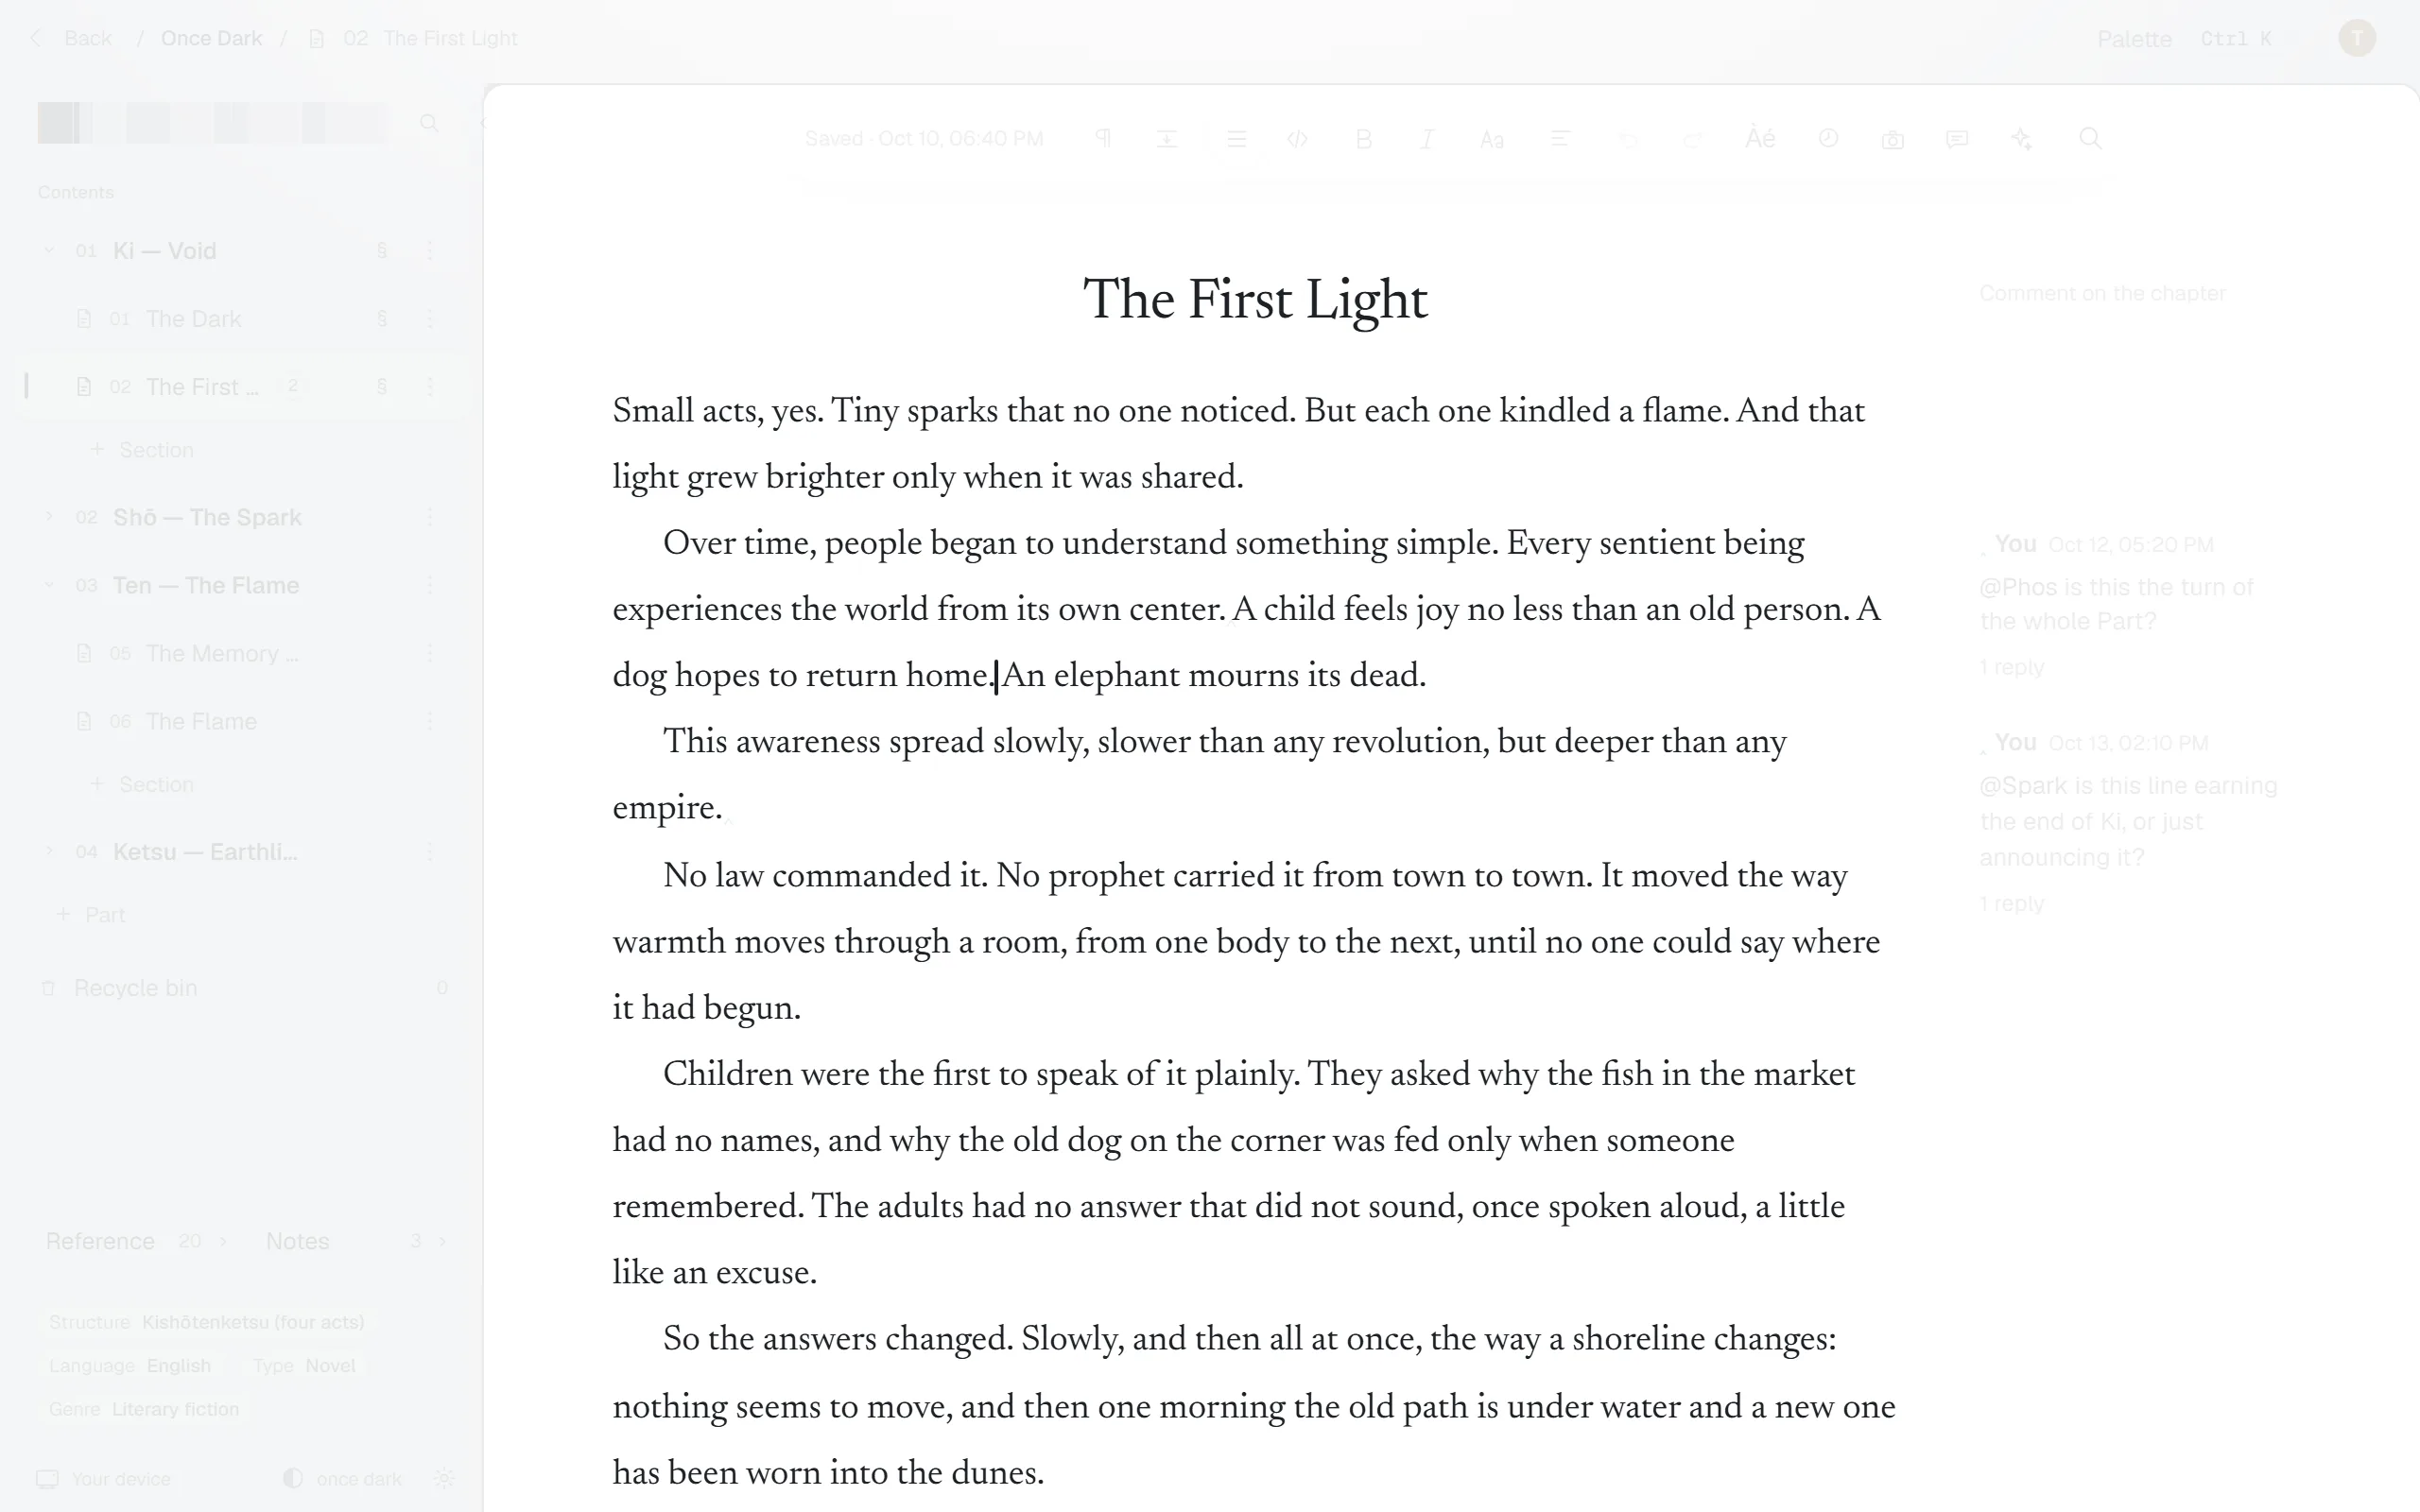 Back / Once Dark / 02 The First Light
Palette Ctrl K T
Saved · Oct 10, 06:40 PM B I Aa Àé
Contents
01 Ki — Void §
01 The Dark §
02 The First ... 2 §
+ Section
02 Shō — The Spark
03 Ten — The Flame
05 The Memory ...
06 The Flame
+ Section
04 Ketsu — Earthli...
+ Part
Recycle bin 0
Reference 20 Notes 3
Structure Kishōtenketsu (four acts)
Language English Type Novel
Genre Literary fiction
Your device once dark
The First Light
Small acts, yes. Tiny sparks that no one noticed. But each one kindled a flame. And that
light grew brighter only when it was shared.
Over time, people began to understand something simple. Every sentient being
experiences the world from its own center. A child feels joy no less than an old person. A
dog hopes to return home. An elephant mourns its dead.
This awareness spread slowly, slower than any revolution, but deeper than any
empire.
No law commanded it. No prophet carried it from town to town. It moved the way
warmth moves through a room, from one body to the next, until no one could say where
it had begun.
Children were the first to speak of it plainly. They asked why the fish in the market
had no names, and why the old dog on the corner was fed only when someone
remembered. The adults had no answer that did not sound, once spoken aloud, a little
like an excuse.
So the answers changed. Slowly, and then all at once, the way a shoreline changes:
nothing seems to move, and then one morning the old path is under water and a new one
has been worn into the dunes.
Comment on the chapter
You Oct 12, 05:20 PM
@Phos is this the turn of
the whole Part?
1 reply
You Oct 13, 02:10 PM
@Spark is this line earning
the end of Ki, or just
announcing it?
1 reply